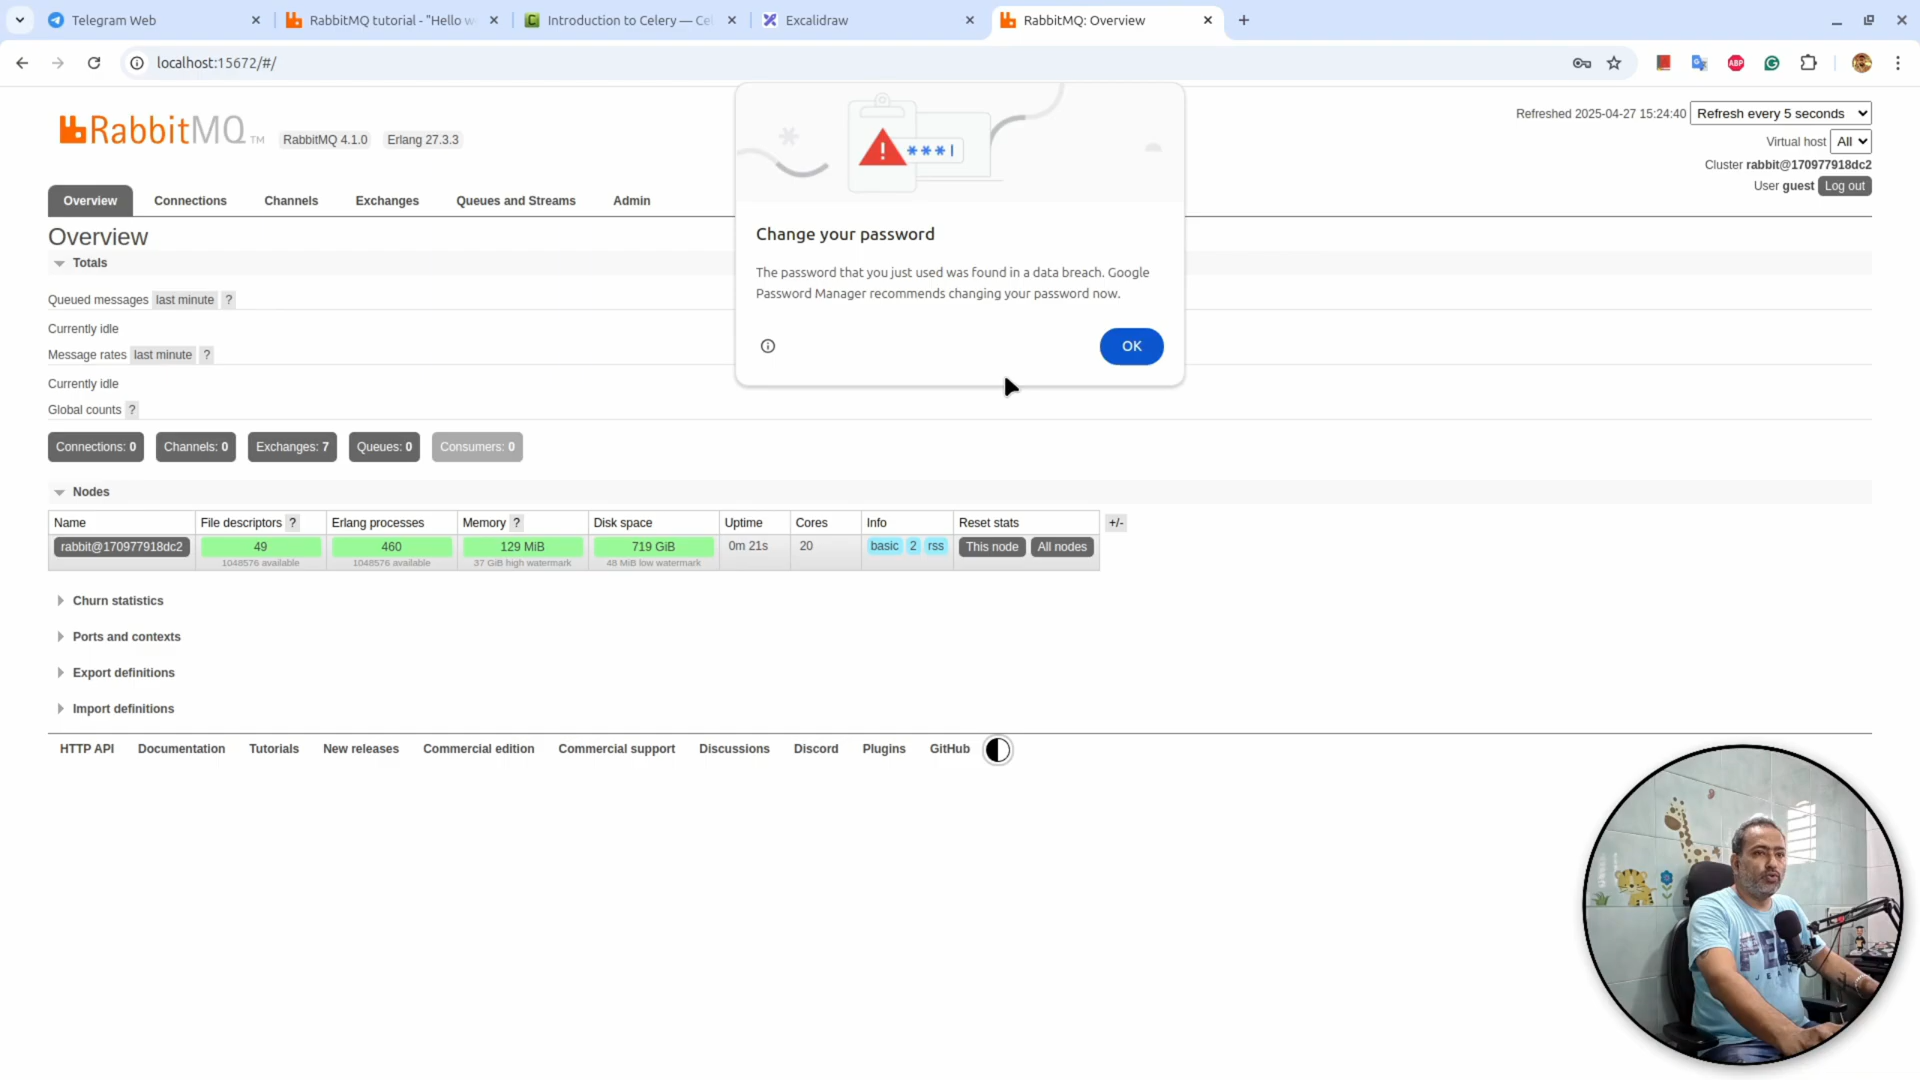 Telegram Web
RabbitMQ tutorial - "Hello w
Introduction to Celery — Ce
Excalidraw
RabbitMQ: Overview
localhost:15672/#/
RabbitMQ TM
RabbitMQ 4.1.0
Erlang 27.3.3
Refreshed 2025-04-27 15:24:40
Refresh every 5 seconds
Virtual host
All
Cluster rabbit@170977918dc2
User guest
Log out
Overview
Connections
Channels
Exchanges
Queues and Streams
Admin
***|
Change your password
The password that you just used was found in a data breach. Google
Password Manager recommends changing your password now.
OK
Overview
Totals
Queued messages last minute ?
Currently idle
Message rates last minute ?
Currently idle
Global counts ?
Connections: 0
Channels: 0
Exchanges: 7
Queues: 0
Consumers: 0
Nodes
Name
File descriptors ?
Erlang processes
Memory ?
Disk space
Uptime
Cores
Info
Reset stats
+/-
rabbit@170977918dc2
49
1048576 available
460
1048576 available
129 MiB
37 GiB high watermark
719 GiB
48 MiB low watermark
0m 21s
20
basic
2
rss
This node
All nodes
Churn statistics
Ports and contexts
Export definitions
Import definitions
HTTP API
Documentation
Tutorials
New releases
Commercial edition
Commercial support
Discussions
Discord
Plugins
GitHub
ABP